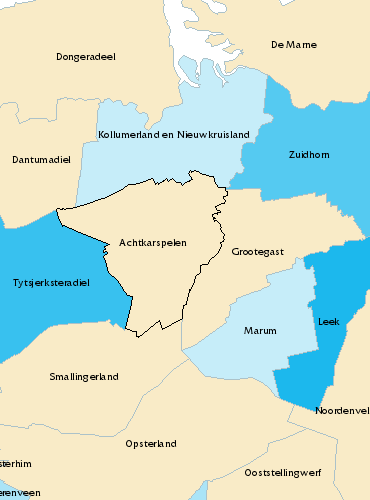 De Marne
Dongeradeel
Kollumerland en Nieuwkruisland
Dantumadiel
Zuidhorn
Achtkarspelen
Grootegast
Tytsjerksteradiel
Leek
Marum
Smallingerland
Noordenvel
Opsterland
sterhim
Ooststellingwerf
erenveen